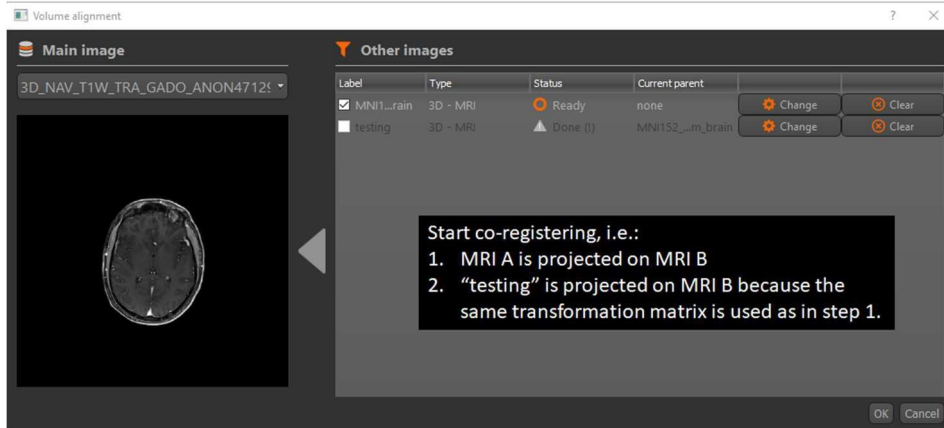 Volume alignment
?
Main image
Other images
3D_NAV_T1W_TRA_GADO_ANON47129
Label Type Status Current parent
MNI1...rain 3D - MRI Ready none Change Clear
testing 3D - MRI Done (!) MNI152_...m_brain Change Clear
Start co-registering, i.e.:
1. MRI A is projected on MRI B
2. “testing” is projected on MRI B because the
same transformation matrix is used as in step 1.
OK Cancel